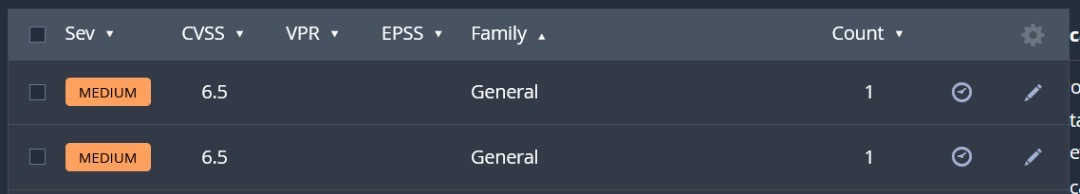 Sev CVSS VPR EPSS Family Count
MEDIUM 6.5 General 1
MEDIUM 6.5 General 1